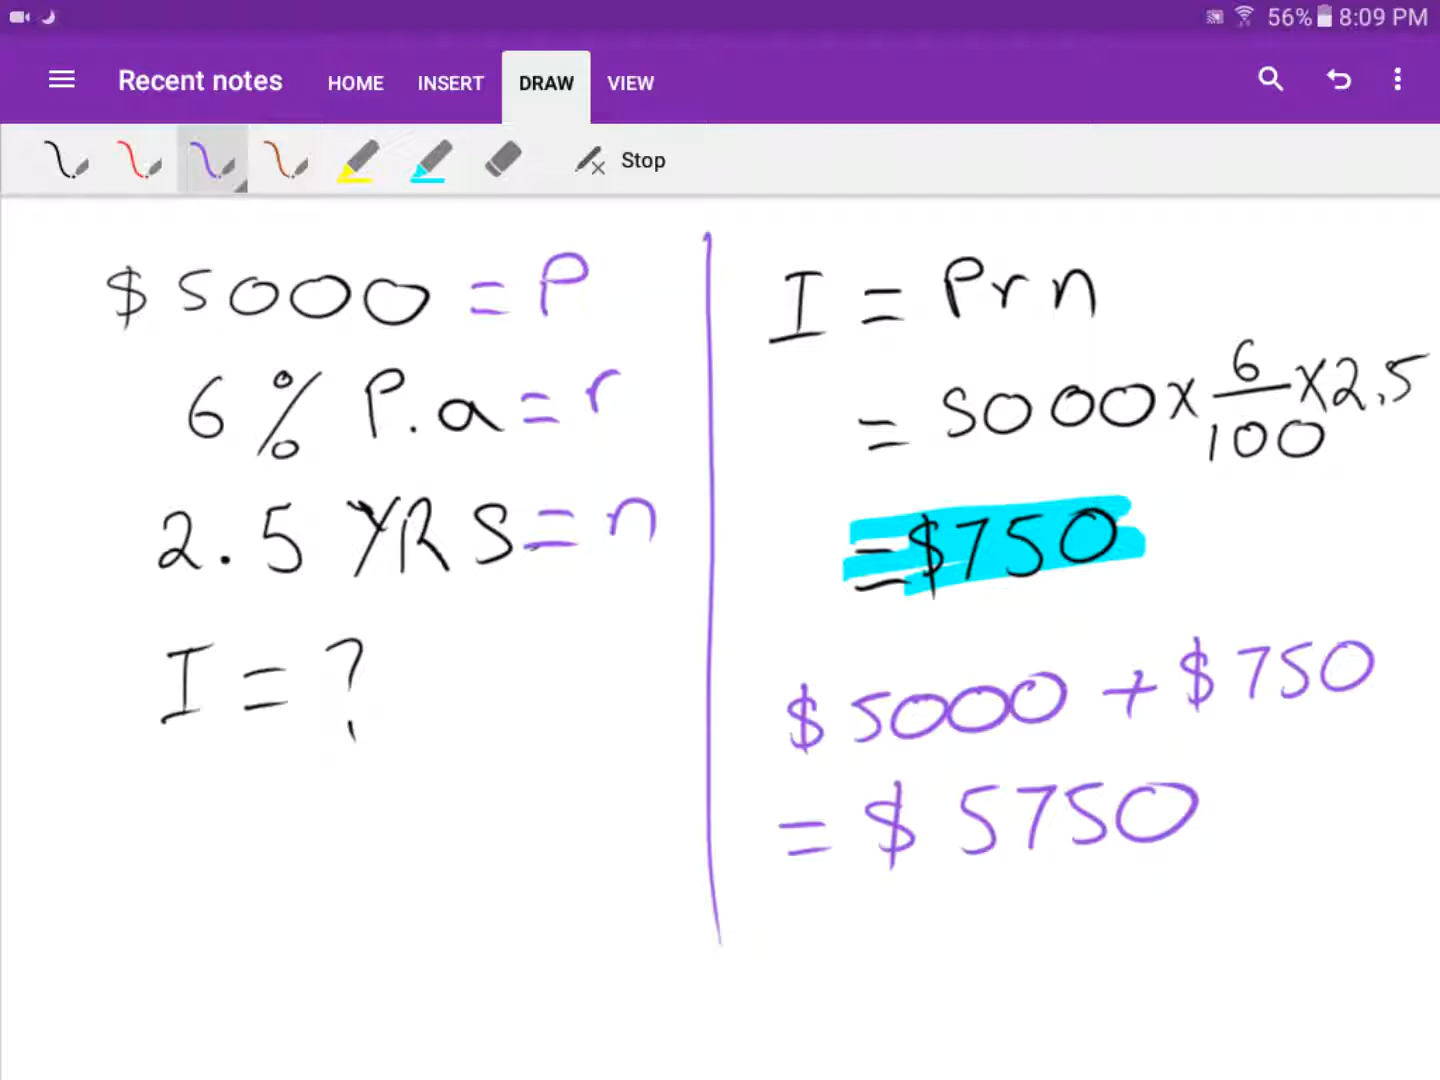 56% 8:09 PM
Recent notes HOME INSERT DRAW VIEW
Stop
$5000 = P
6% P.a = r
2.5 YRS = n
I = ?
I = Prn
= 5000 x 6/100 x 2.5
= $750
$5000 + $750
= $5750